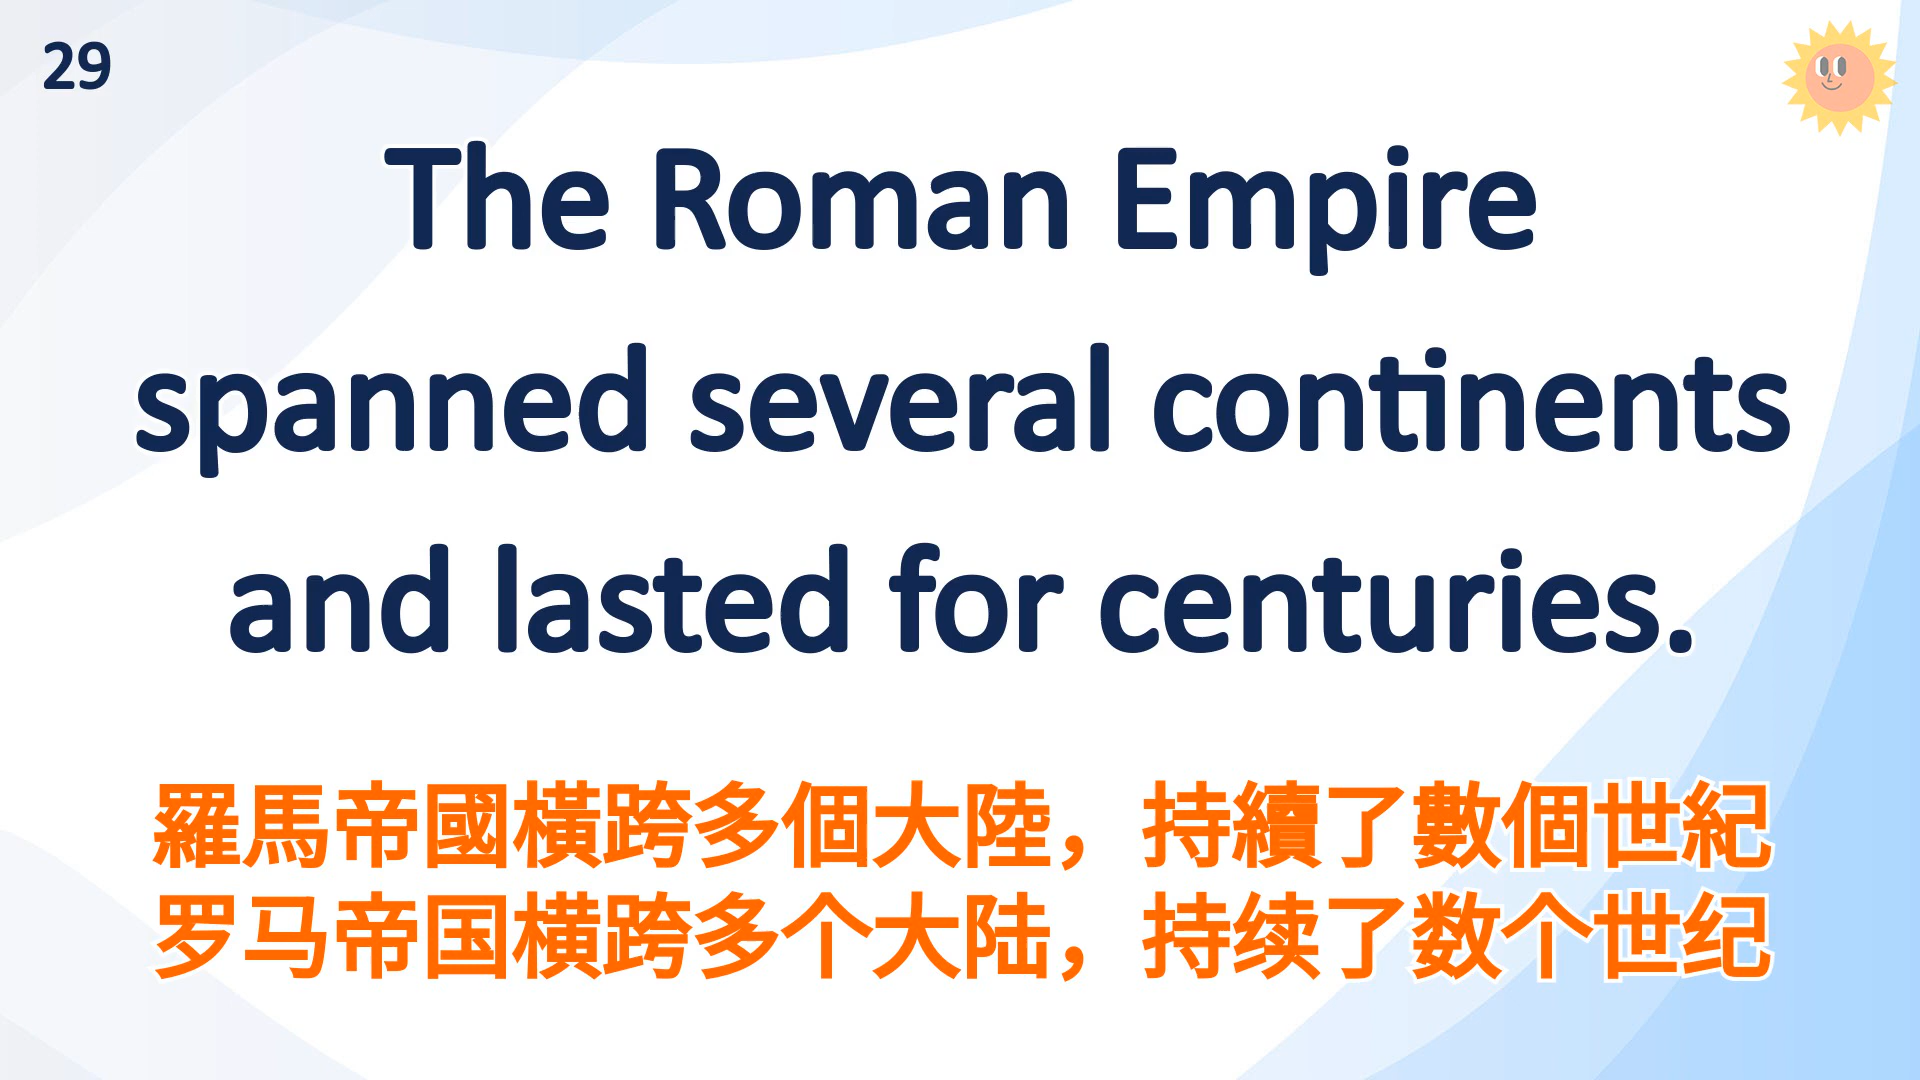 29
The Roman Empire
spanned several continents
and lasted for centuries.
羅馬帝國橫跨多個大陸，持續了數個世紀
罗马帝国横跨多个大陆，持续了数个世纪